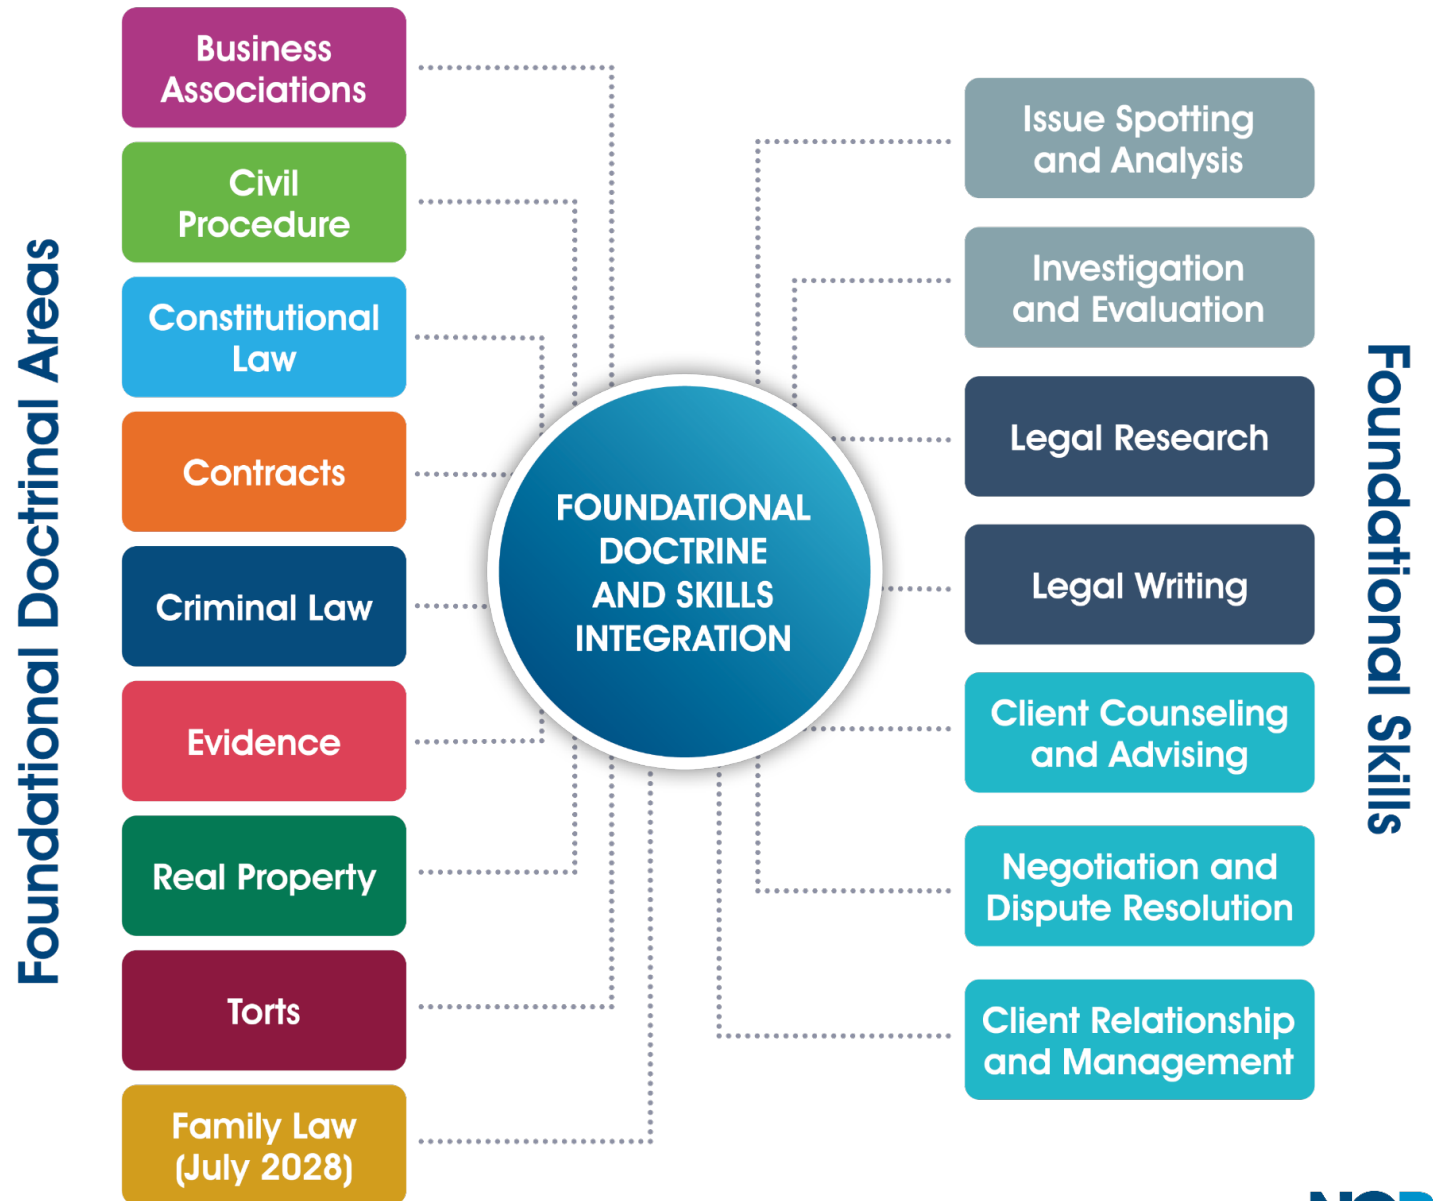 Foundational Doctrinal Areas
Business
Associations
Civil
Procedure
Constitutional
Law
Contracts
Criminal Law
Evidence
Real Property
Torts
Family Law
(July 2028)
FOUNDATIONAL
DOCTRINE
AND SKILLS
INTEGRATION
Issue Spotting
and Analysis
Investigation
and Evaluation
Legal Research
Legal Writing
Client Counseling
and Advising
Negotiation and
Dispute Resolution
Client Relationship
and Management
Foundational Skills